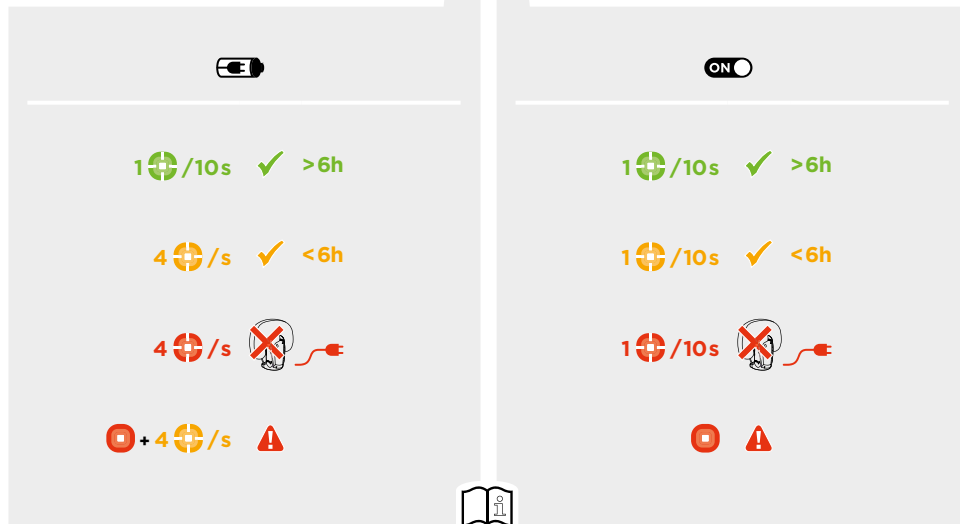 ON
1 /10s >6h
1 /10s >6h
4 /s <6h
1 /10s <6h
4 /s
1 /10s
+ 4 /s
i